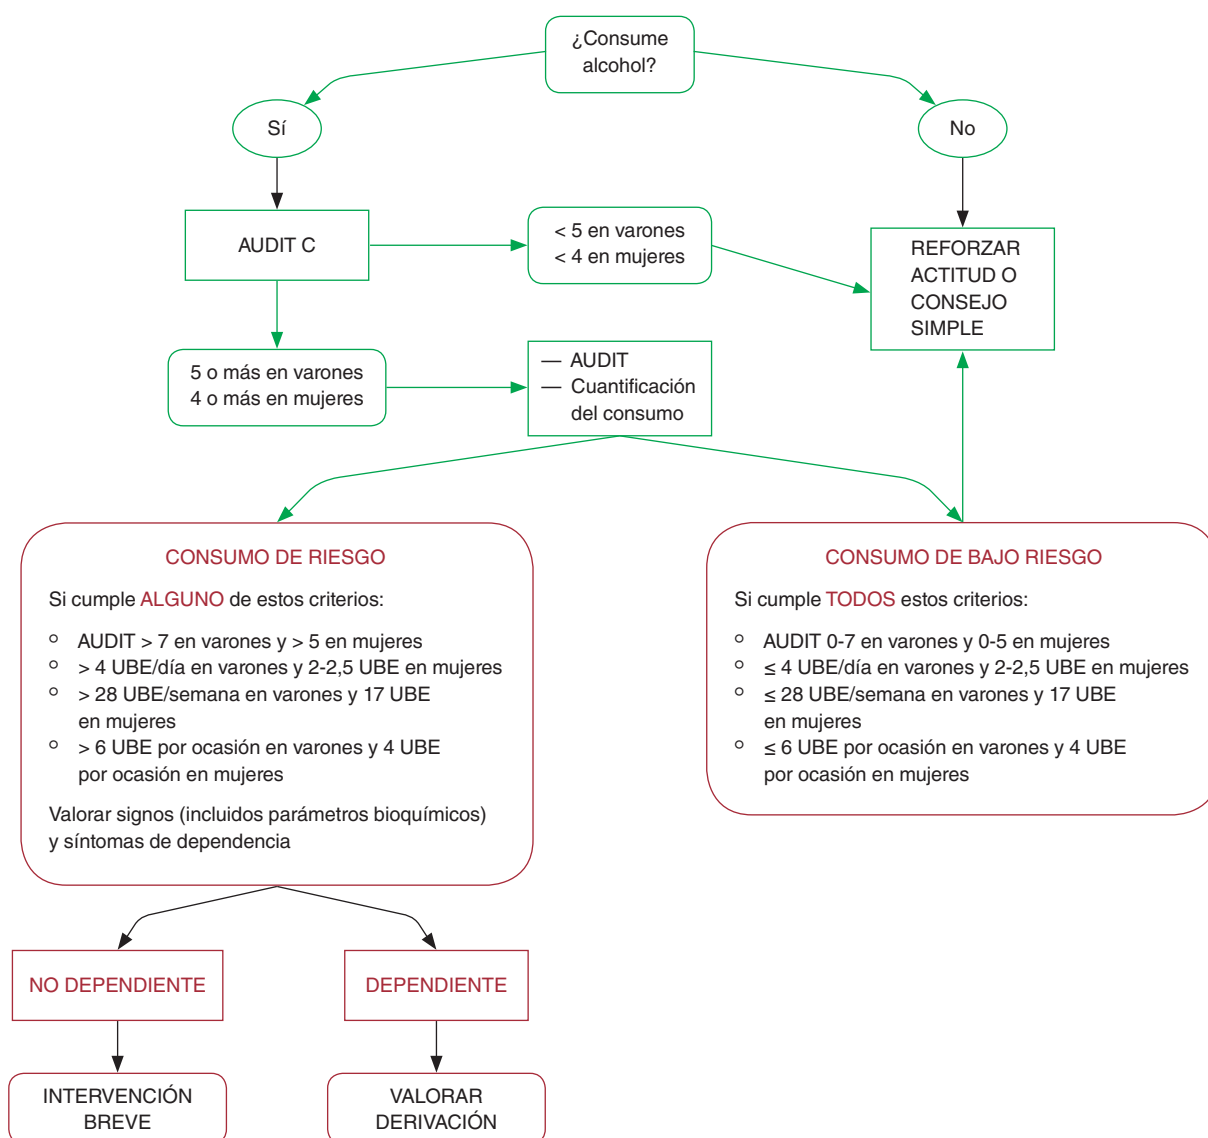 ¿Consume
alcohol?
Sí
No
AUDIT C
< 5 en varones
< 4 en mujeres
REFORZAR
ACTITUD O
CONSEJO
SIMPLE
5 o más en varones
4 o más en mujeres
— AUDIT
— Cuantificación
del consumo
CONSUMO DE RIESGO
Si cumple ALGUNO de estos criterios:
○ AUDIT > 7 en varones y > 5 en mujeres
○ > 4 UBE/día en varones y 2-2,5 UBE en mujeres
○ > 28 UBE/semana en varones y 17 UBE
en mujeres
○ > 6 UBE por ocasión en varones y 4 UBE
por ocasión en mujeres
Valorar signos (incluidos parámetros bioquímicos)
y síntomas de dependencia
CONSUMO DE BAJO RIESGO
Si cumple TODOS estos criterios:
○ AUDIT 0-7 en varones y 0-5 en mujeres
○ ≤ 4 UBE/día en varones y 2-2,5 UBE en mujeres
○ ≤ 28 UBE/semana en varones y 17 UBE
en mujeres
○ ≤ 6 UBE por ocasión en varones y 4 UBE
por ocasión en mujeres
NO DEPENDIENTE
DEPENDIENTE
INTERVENCIÓN
BREVE
VALORAR
DERIVACIÓN